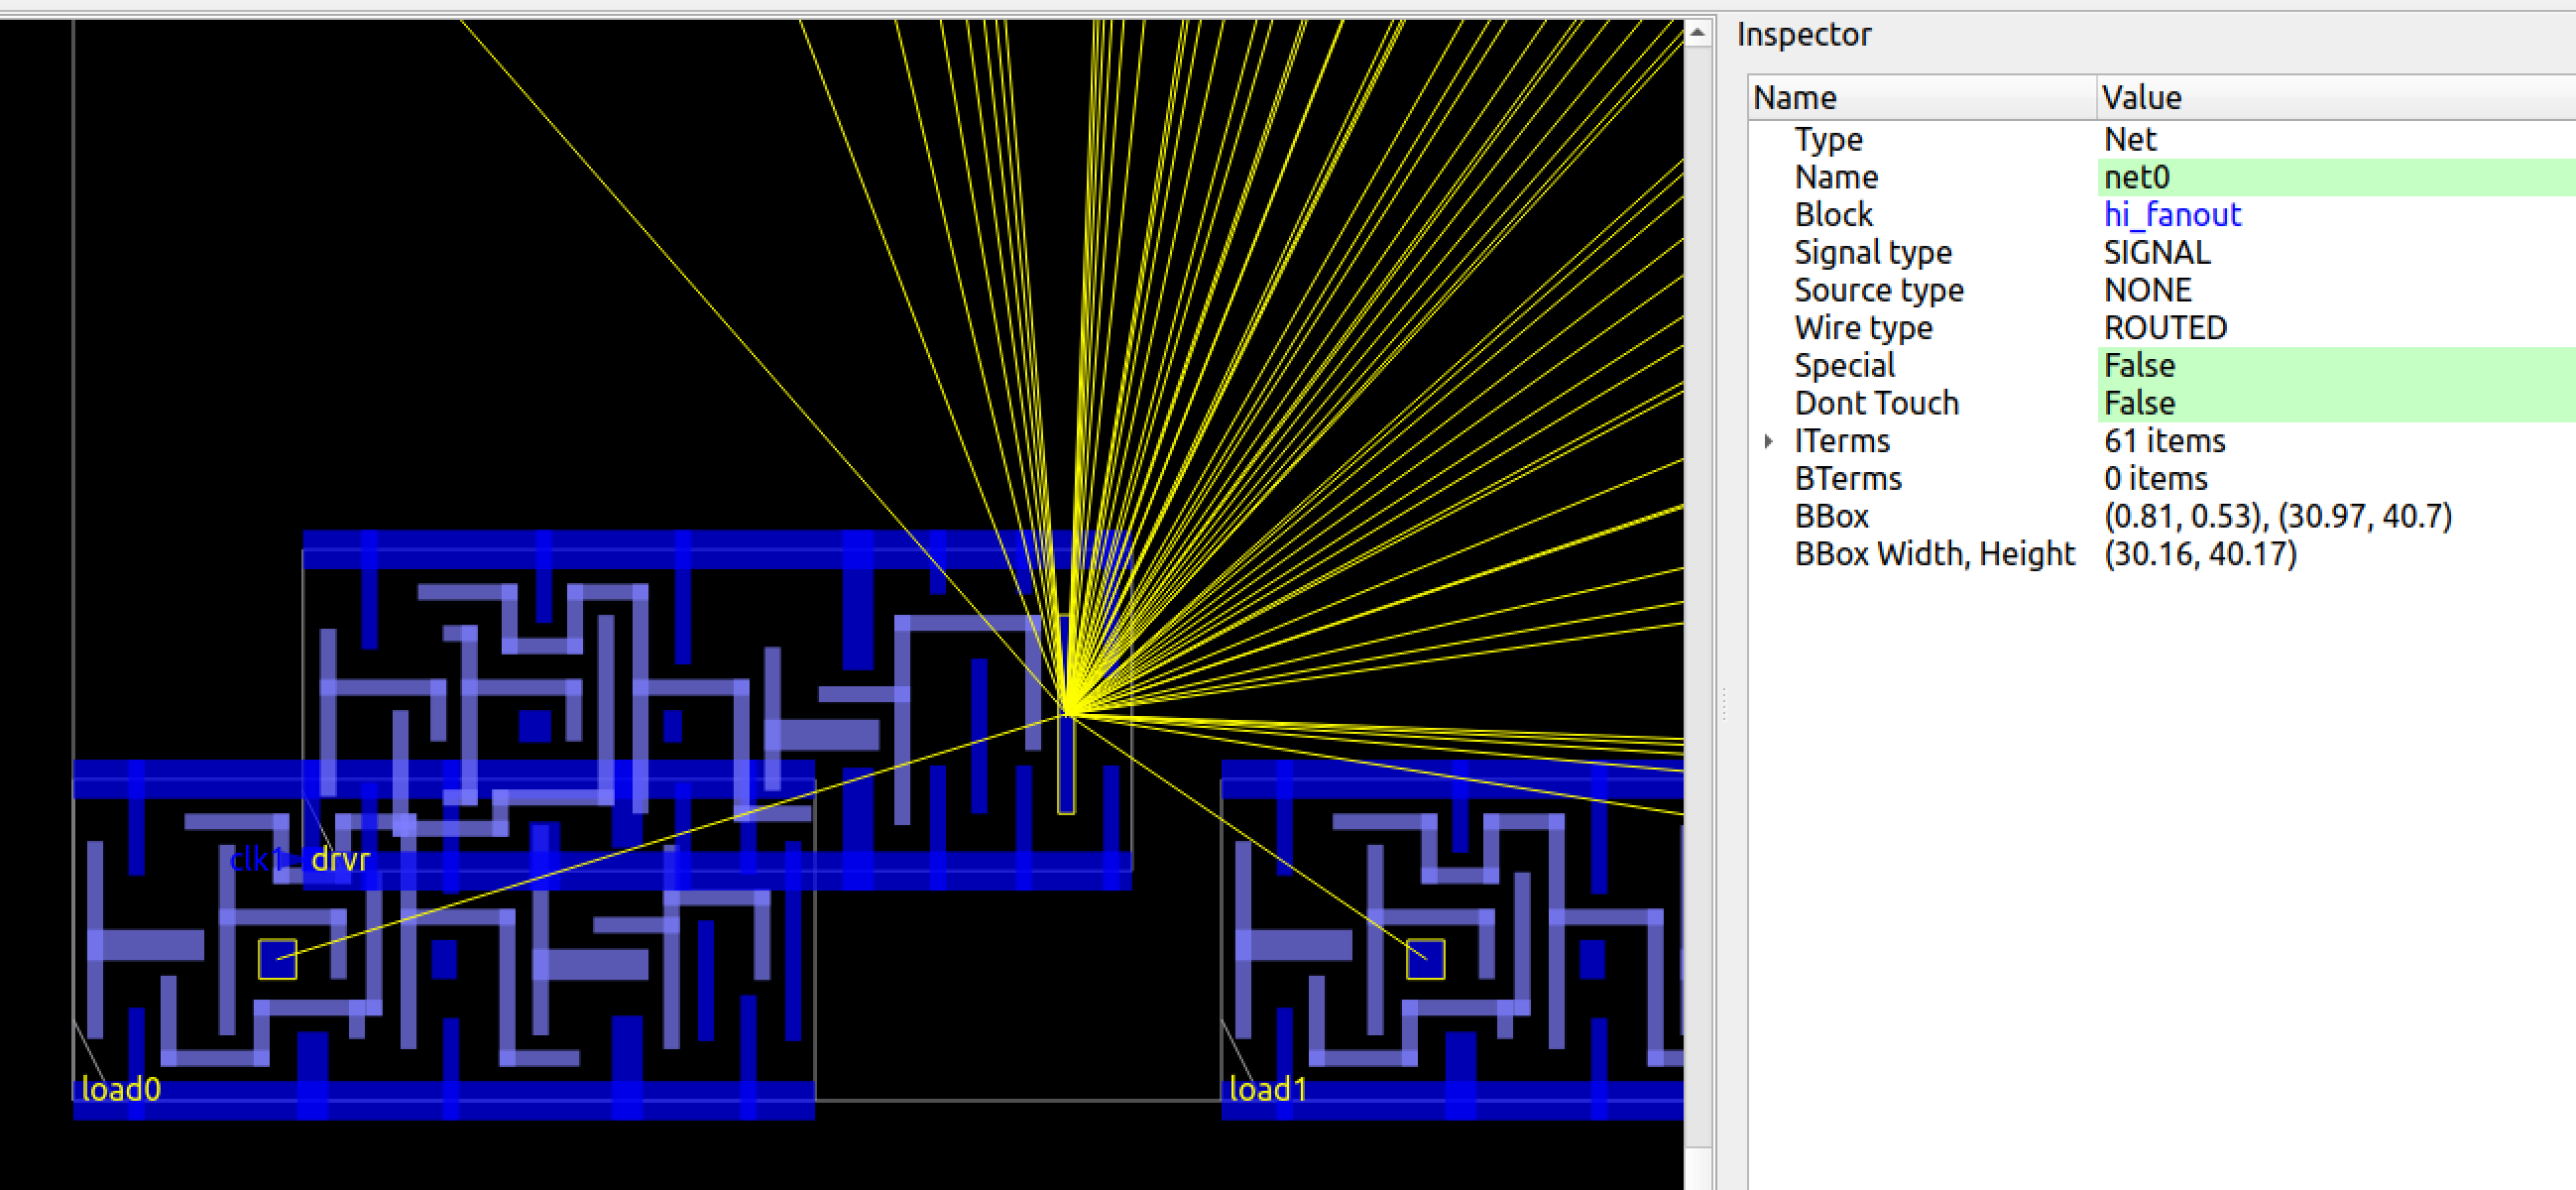 Inspector
Name Value
Type Net
Name net0
Block hi_fanout
Signal type SIGNAL
Source type NONE
Wire type ROUTED
Special False
Dont Touch False
ITerms 61 items
BTerms 0 items
BBox (0.81, 0.53), (30.97, 40.7)
BBox Width, Height (30.16, 40.17)
clk1 drvr
load0 load1